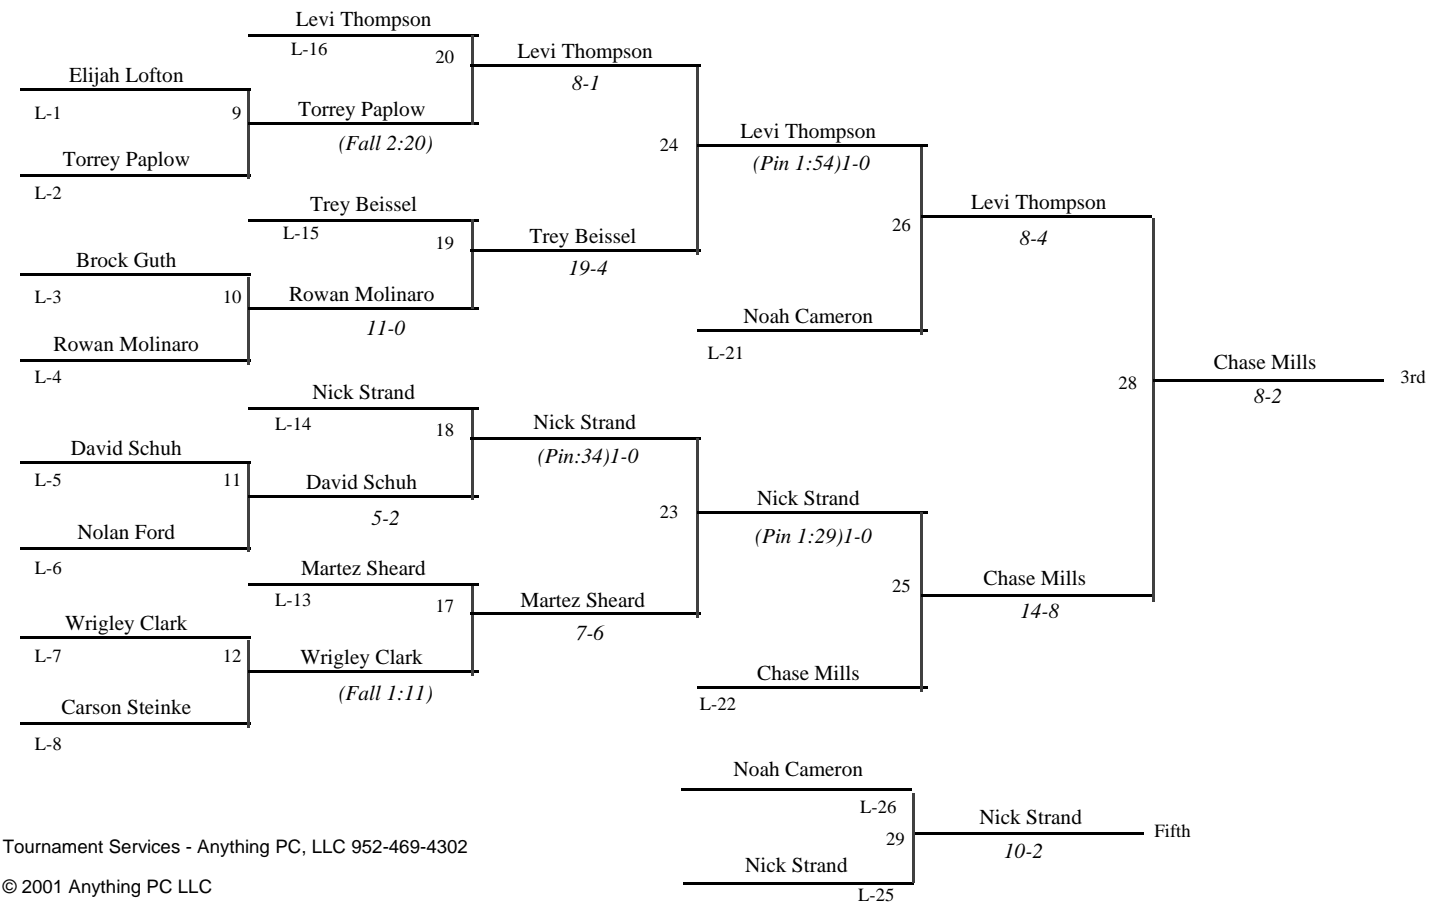 Levi Thompson
L-16
20
Levi Thompson
8-1
Elijah Lofton
L-1
9
Torrey Paplow
(Fall 2:20)
Torrey Paplow
L-2
24
Levi Thompson
(Pin 1:54)1-0
Trey Beissel
L-15
19
Trey Beissel
19-4
Brock Guth
L-3
10
Rowan Molinaro
11-0
Rowan Molinaro
L-4
26
Levi Thompson
8-4
Noah Cameron
L-21
Nick Strand
L-14
18
Nick Strand
(Pin:34)1-0
David Schuh
L-5
11
David Schuh
5-2
Nolan Ford
L-6
23
Nick Strand
(Pin 1:29)1-0
Martez Sheard
L-13
17
Martez Sheard
7-6
Wrigley Clark
L-7
12
Wrigley Clark
(Fall 1:11)
Carson Steinke
L-8
25
Chase Mills
14-8
Chase Mills
L-22
28
Chase Mills
8-2
3rd
Noah Cameron
L-26
29
Nick Strand
10-2
Fifth
Nick Strand
L-25
Tournament Services - Anything PC, LLC 952-469-4302
© 2001 Anything PC LLC